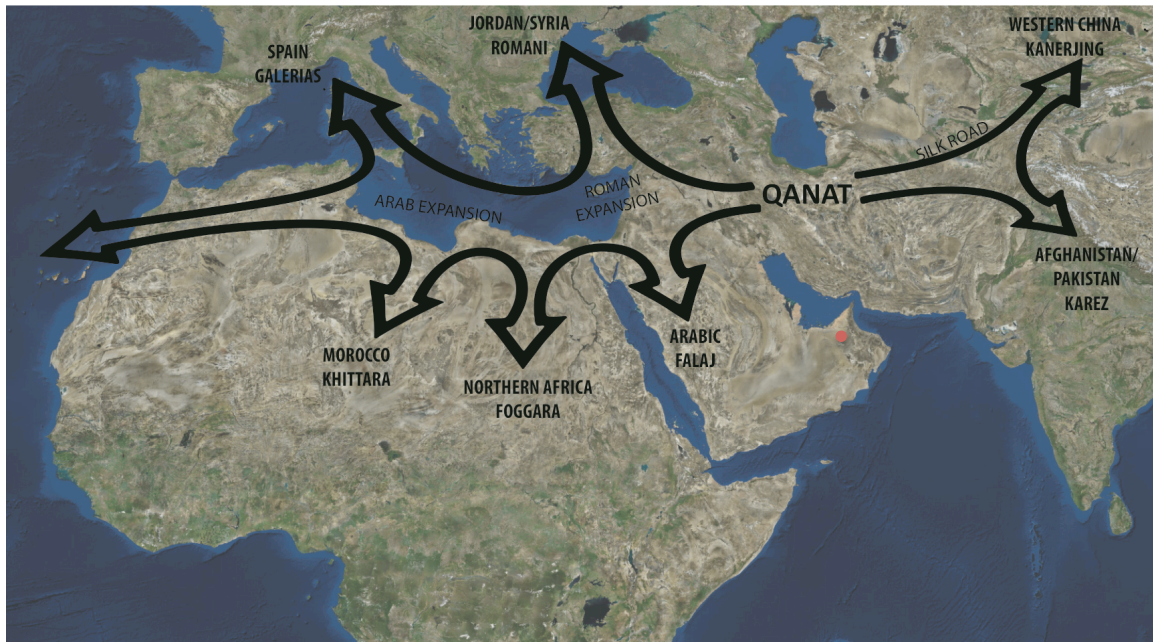 JORDAN/SYRIA
ROMANI
WESTERN CHINA
KANERJING
SPAIN
GALERIAS
SILK ROAD
QANAT
ROMAN
EXPANSION
ARAB EXPANSION
AFGHANISTAN/
PAKISTAN
KAREZ
ARABIC
FALAJ
MOROCCO
KHITTARA
NORTHERN AFRICA
FOGGARA